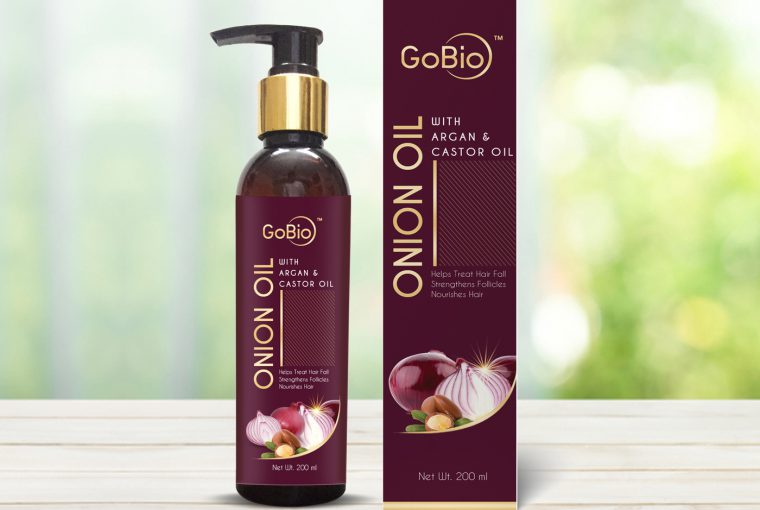 GoBio™
ONION OIL
WITH
ARGAN &
CASTOR OIL
Helps Treat Hair Fall
Strengthens Follicles
Nourishes Hair
Net Wt. 200 ml
GoBio™
ONION OIL
WITH
ARGAN &
CASTOR OIL
Helps Treat Hair Fall
Strengthens Follicles
Nourishes Hair
Net Wt. 200 ml